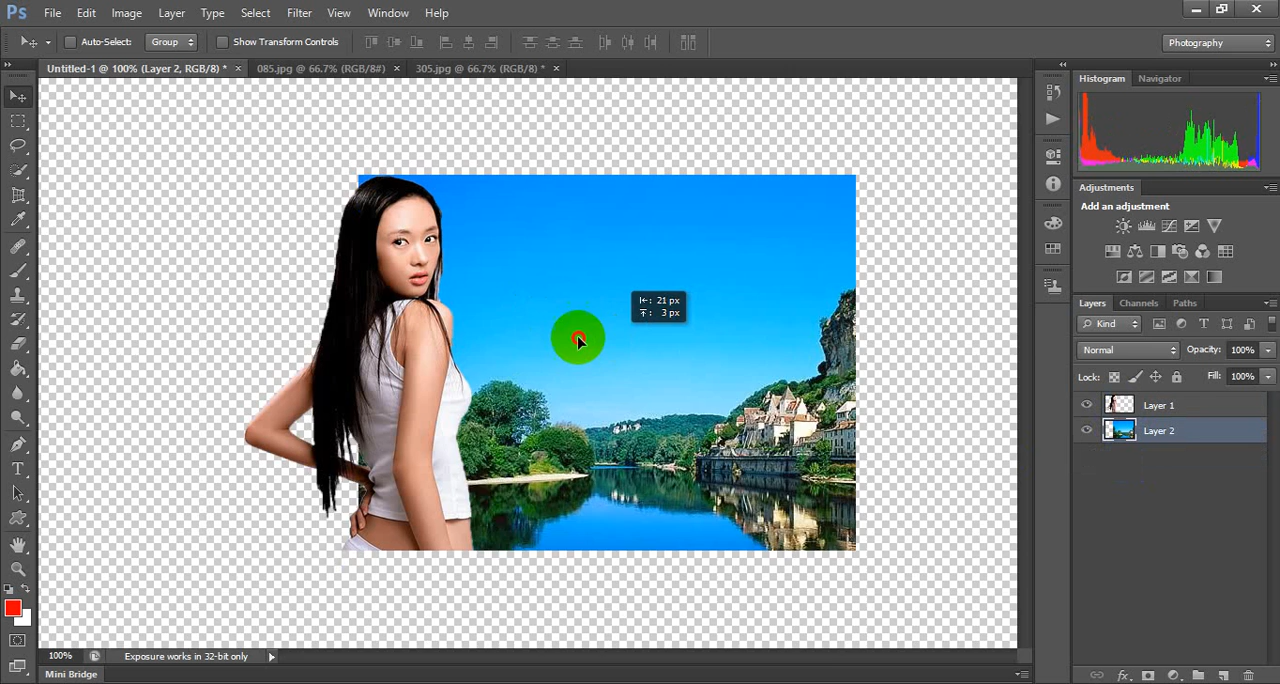 Ps File Edit Image Layer Type Select Filter View Window Help
Auto-Select: Group Show Transform Controls Photography
Untitled-1 @ 100% (Layer 2, RGB/8) * × 085.jpg @ 66.7% (RGB/8#) × 305.jpg @ 66.7% (RGB/8) * ×
Histogram Navigator
Adjustments
Add an adjustment
21 px
3 px
Layers Channels Paths
Kind
Normal Opacity: 100%
Lock: Fill: 100%
Layer 1
Layer 2
100% Exposure works in 32-bit only
Mini Bridge